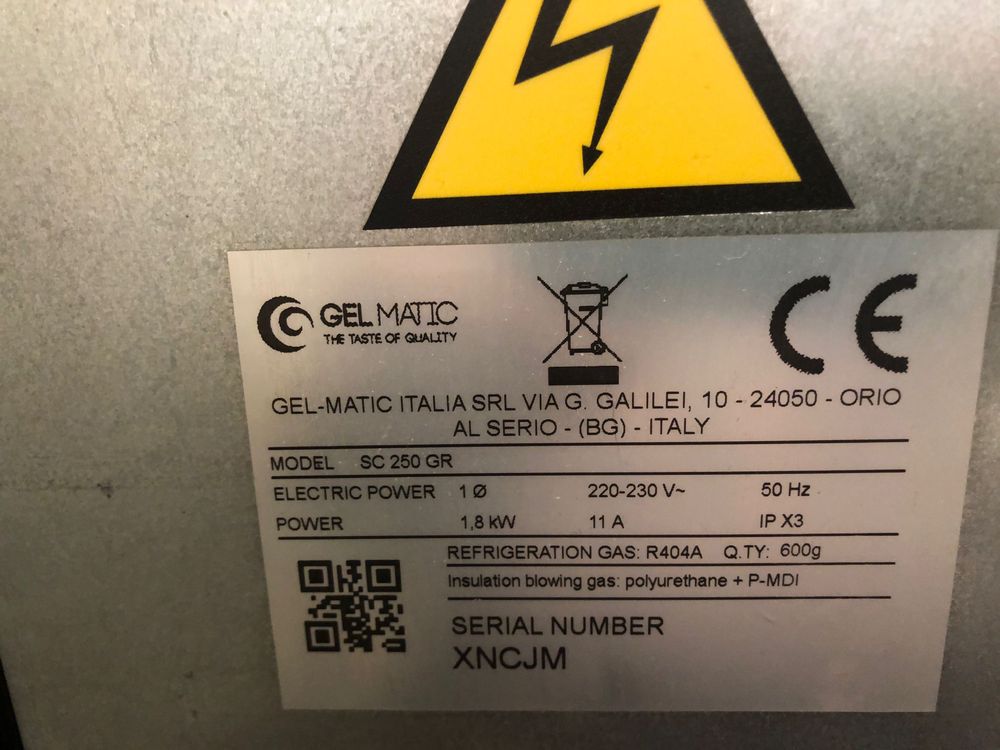 GEL MATIC
THE TASTE OF QUALITY
CE
GEL-MATIC ITALIA SRL VIA G. GALILEI, 10 - 24050 - ORIO
AL SERIO - (BG) - ITALY
MODEL SC 250 GR
ELECTRIC POWER 1 Ø 220-230 V~ 50 Hz
POWER 1,8 kW 11 A IP X3
REFRIGERATION GAS: R404A Q.TY: 600g
Insulation blowing gas: polyurethane + P-MDI
SERIAL NUMBER
XNCJM